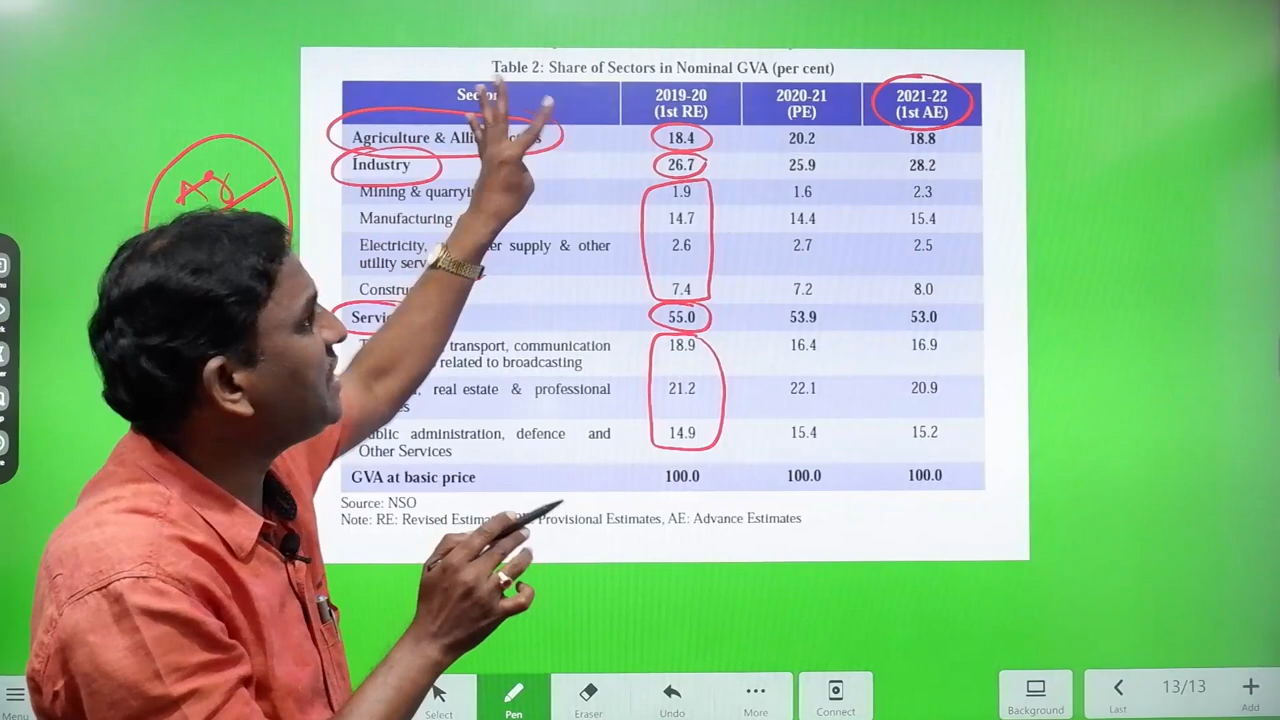 Table 2: Share of Sectors in Nominal GVA (per cent)
2019-20 2020-21 2021-22
(1st RE) (PE) (1st AE)
Agriculture & 18.4 20.2 18.8
Industry 26.7 25.9 28.2
Mining & 1.9 1.6 2.3
Manufacturing 14.7 14.4 15.4
Electricity, supply & other 2.6 2.7 2.5
utility
7.4 7.2 8.0
55.0 53.9 53.0
transport, communication 18.9 16.4 16.9
related to broadcasting
real estate & professional 21.2 22.1 20.9
administration, defence and 14.9 15.4 15.2
Other Services
GVA at basic price 100.0 100.0 100.0
Source: NSO
Note: RE: Revised Provisional Estimates, AE: Advance Estimates
Menu Select Pen Eraser Undo More Connect Background Last 13/13 Add